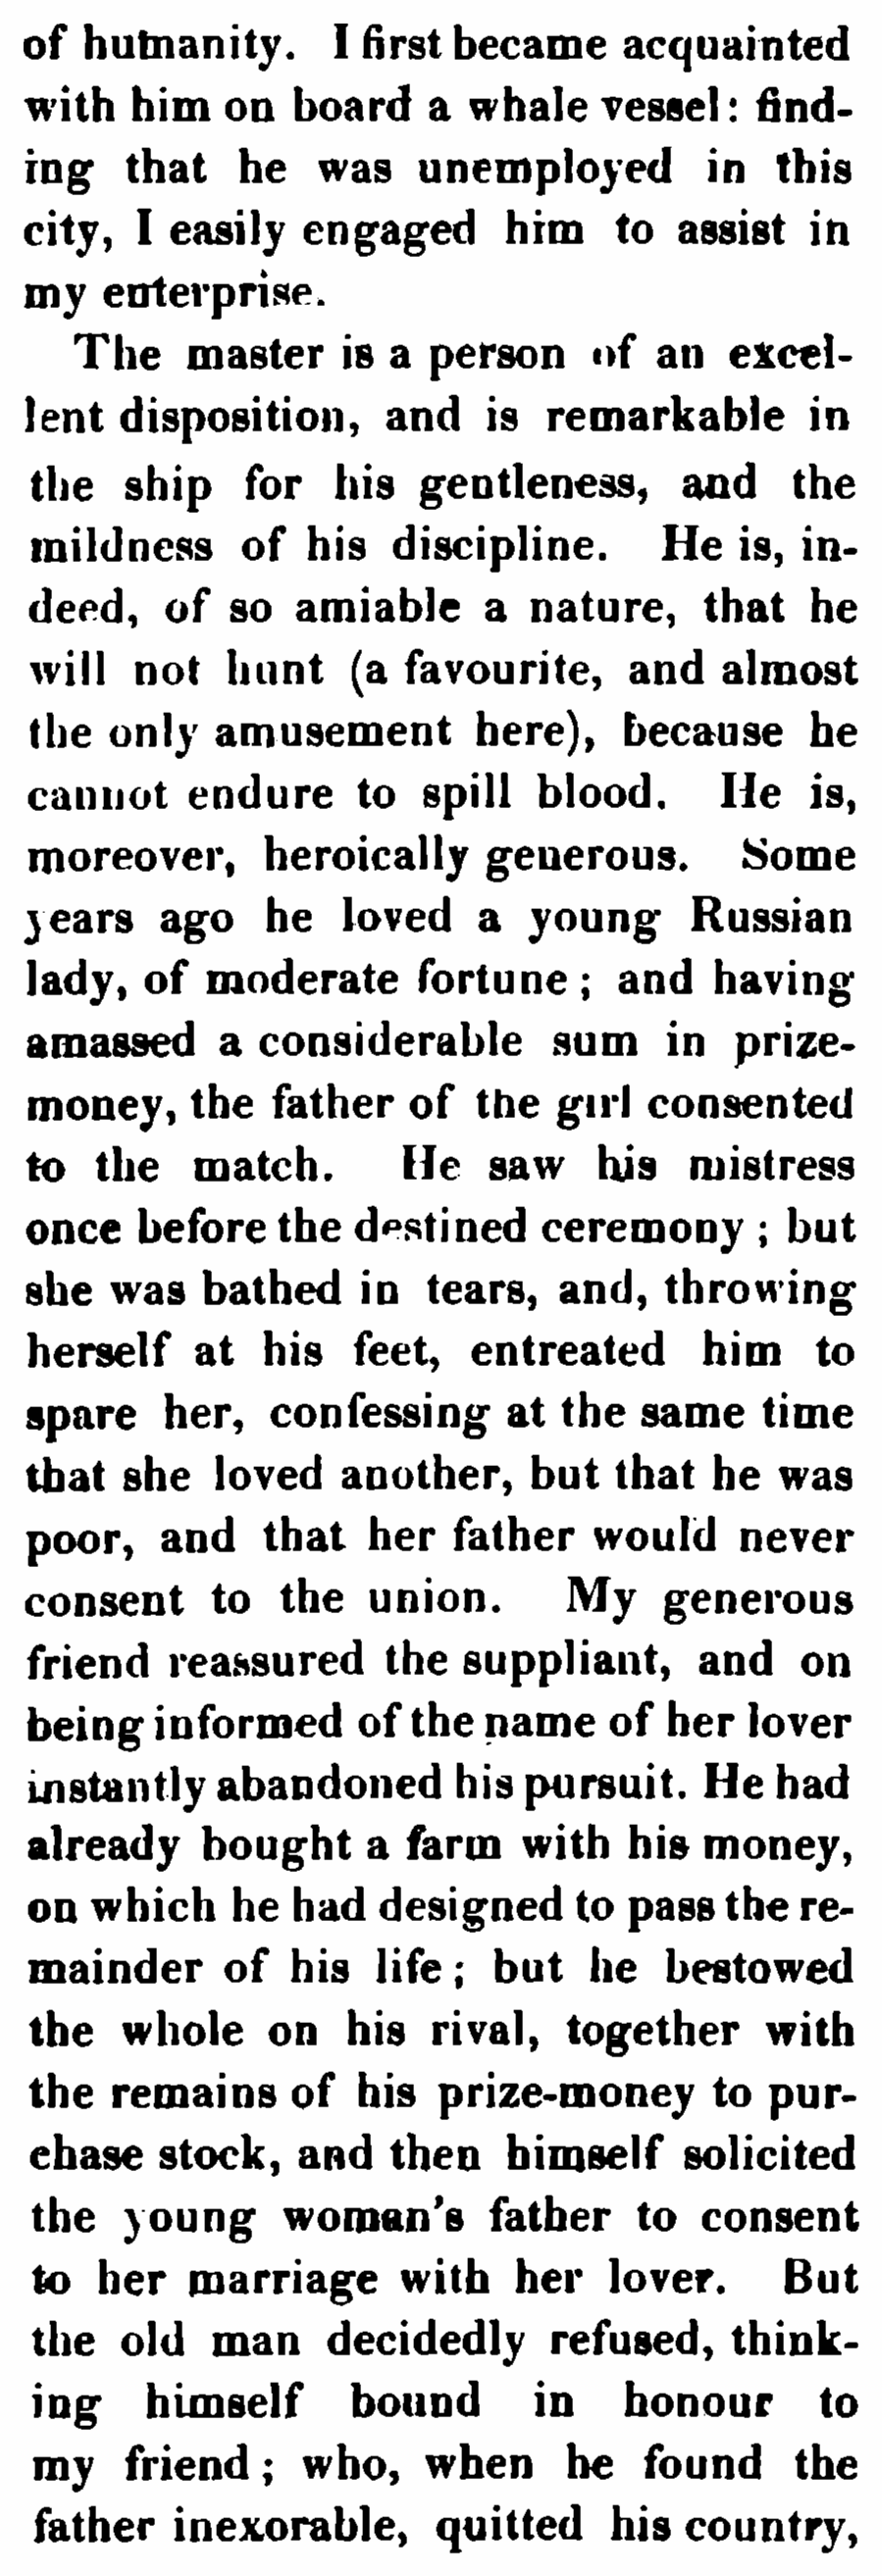 of humanity. I first became acquainted
with him on board a whale vessel: find-
ing that he was unemployed in this
city, I easily engaged him to assist in
my enterprise.
The master is a person of an excel-
lent disposition, and is remarkable in
the ship for his gentleness, and the
mildness of his discipline. He is, in-
deed, of so amiable a nature, that he
will not hunt (a favourite, and almost
the only amusement here), because he
cannot endure to spill blood. He is,
moreover, heroically generous. Some
years ago he loved a young Russian
lady, of moderate fortune; and having
amassed a considerable sum in prize-
money, the father of the girl consented
to the match. He saw his mistress
once before the destined ceremony; but
she was bathed in tears, and, throwing
herself at his feet, entreated him to
spare her, confessing at the same time
that she loved another, but that he was
poor, and that her father would never
consent to the union. My generous
friend reassured the suppliant, and on
being informed of the name of her lover
instantly abandoned his pursuit. He had
already bought a farm with his money,
on which he had designed to pass the re-
mainder of his life; but he bestowed
the whole on his rival, together with
the remains of his prize-money to pur-
chase stock, and then himself solicited
the young woman's father to consent
to her marriage with her lover. But
the old man decidedly refused, think-
ing himself bound in honour to
my friend; who, when he found the
father inexorable, quitted his country,